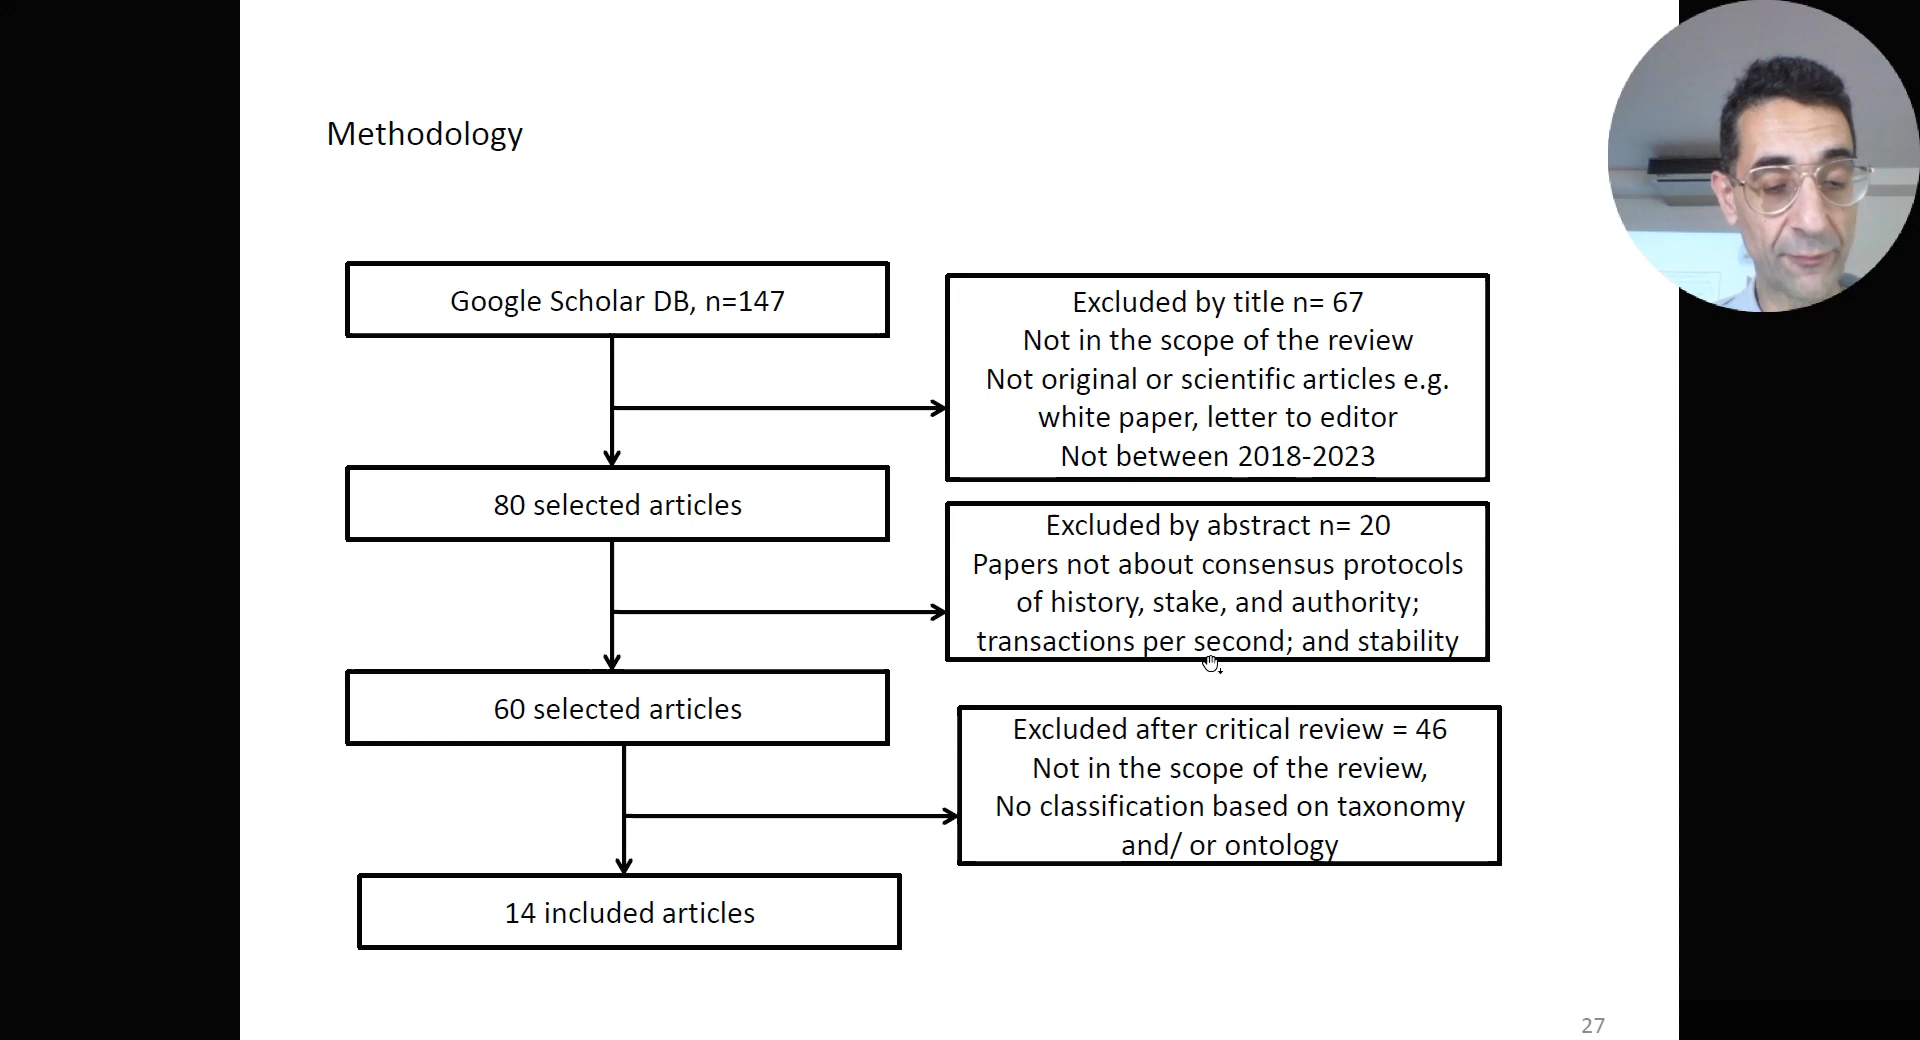 Methodology
Google Scholar DB, n=147
Excluded by title n= 67
Not in the scope of the review
Not original or scientific articles e.g.
white paper, letter to editor
Not between 2018-2023
80 selected articles
Excluded by abstract n= 20
Papers not about consensus protocols
of history, stake, and authority;
transactions per second; and stability
60 selected articles
Excluded after critical review = 46
Not in the scope of the review,
No classification based on taxonomy
and/ or ontology
14 included articles
27